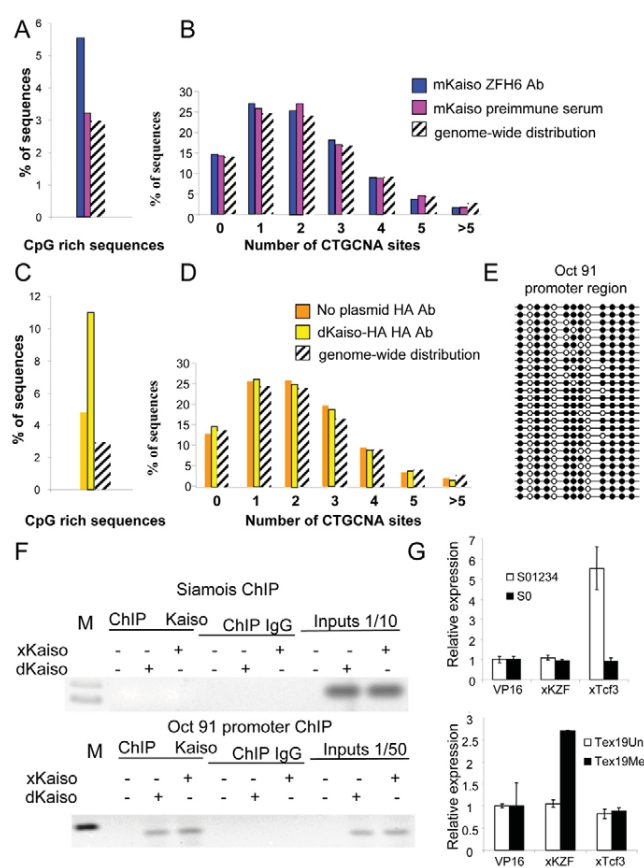 A
% of sequences
6
5
4
3
2
1
0
CpG rich sequences
B
% of sequences
30
25
20
15
10
5
0
0 1 2 3 4 5 >5
Number of CTGCNA sites
mKaiso ZFH6 Ab
mKaiso preimmune serum
genome-wide distribution
C
% of sequences
12
10
8
6
4
2
0
CpG rich sequences
D
% of sequences
30
25
20
15
10
5
0
0 1 2 3 4 5 >5
Number of CTGCNA sites
No plasmid HA Ab
dKaiso-HA HA Ab
genome-wide distribution
E
Oct 91
promoter region
F
Siamois ChIP
M ChIP Kaiso ChIP IgG Inputs 1/10
xKaiso - - + - - + - - +
dKaiso - + - - + - - + -
Oct 91 promoter ChIP
M ChIP Kaiso ChIP IgG Inputs 1/50
xKaiso - - + - - + - - +
dKaiso - + - - + - - + -
G
Relative expression
7
6
5
4
3
2
1
0
S01234
S0
VP16 xKZF xTcf3
Relative expression
3
2.5
2
1.5
1
0.5
0
Tex19Un
Tex19Me
VP16 xKZF xTcf3